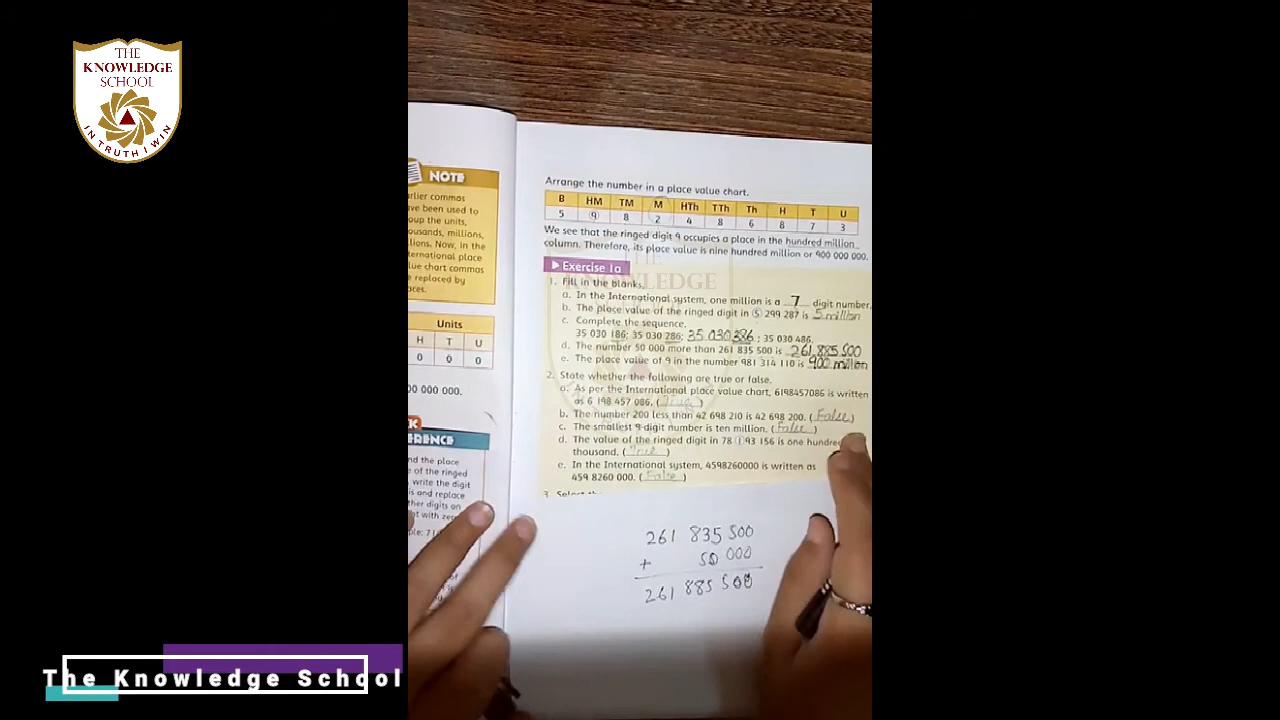 THE
KNOWLEDGE
SCHOOL
IN TRUTH I WIN
NOTE
arlier commas
ave been used to
oup the units,
ousands, millions,
llions. Now, in the
ternational place
lue chart commas
e replaced by
aces.
Units
H T U
0 0 0
00 000 000.
ERENCE
nd the place
e of the ringed
, write the digit
is and replace
ther digits on
ht with zero
Arrange the number in a place value chart.
B HM TM M HTh TTh Th H T U
5 9 8 2 4 8 6 8 7 3
We see that the ringed digit 9 occupies a place in the hundred million
column. Therefore, its place value is nine hundred million or 900 000 000.
Exercise 1a
1. Fill in the blanks.
a. In the International system, one million is a 7 digit number.
b. The place value of the ringed digit in ⑤ 299 287 is 5 million
c. Complete the sequence.
35 030 186; 35 030 286; 35 030 386 ; 35 030 486.
d. The number 50 000 more than 261 835 500 is 261,885,500
e. The place value of 9 in the number 981 314 110 is 900 million
2. State whether the following are true or false.
a. As per the International place value chart, 6198457086 is written
as 6 198 457 086. (True)
b. The number 200 less than 42 698 210 is 42 698 200. (False)
c. The smallest 9-digit number is ten million. (False)
d. The value of the ringed digit in 78 ①93 156 is one hundred
thousand. (True)
e. In the International system, 4598260000 is written as
459 8260 000. (False)
261 835 500
+ 50 000
261 885 500
The Knowledge School